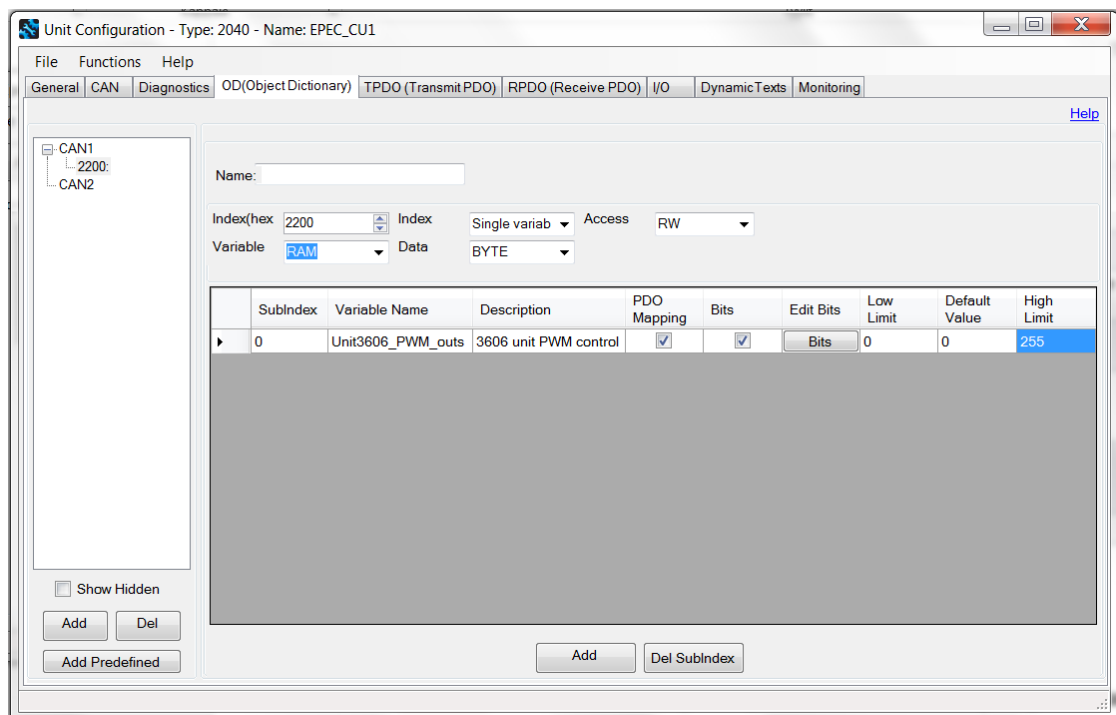 Unit Configuration - Type: 2040 - Name: EPEC_CU1
File Functions Help
General CAN Diagnostics OD(Object Dictionary) TPDO (Transmit PDO) RPDO (Receive PDO) I/O Dynamic Texts Monitoring
Help
CAN1
2200:
CAN2
Name:
Index(hex 2200 Index Single variab Access RW
Variable RAM Data BYTE
SubIndex Variable Name Description PDO Mapping Bits Edit Bits Low Limit Default Value High Limit
0 Unit3606_PWM_outs 3606 unit PWM control Bits 0 0 255
Show Hidden
Add Del
Add Predefined
Add Del SubIndex